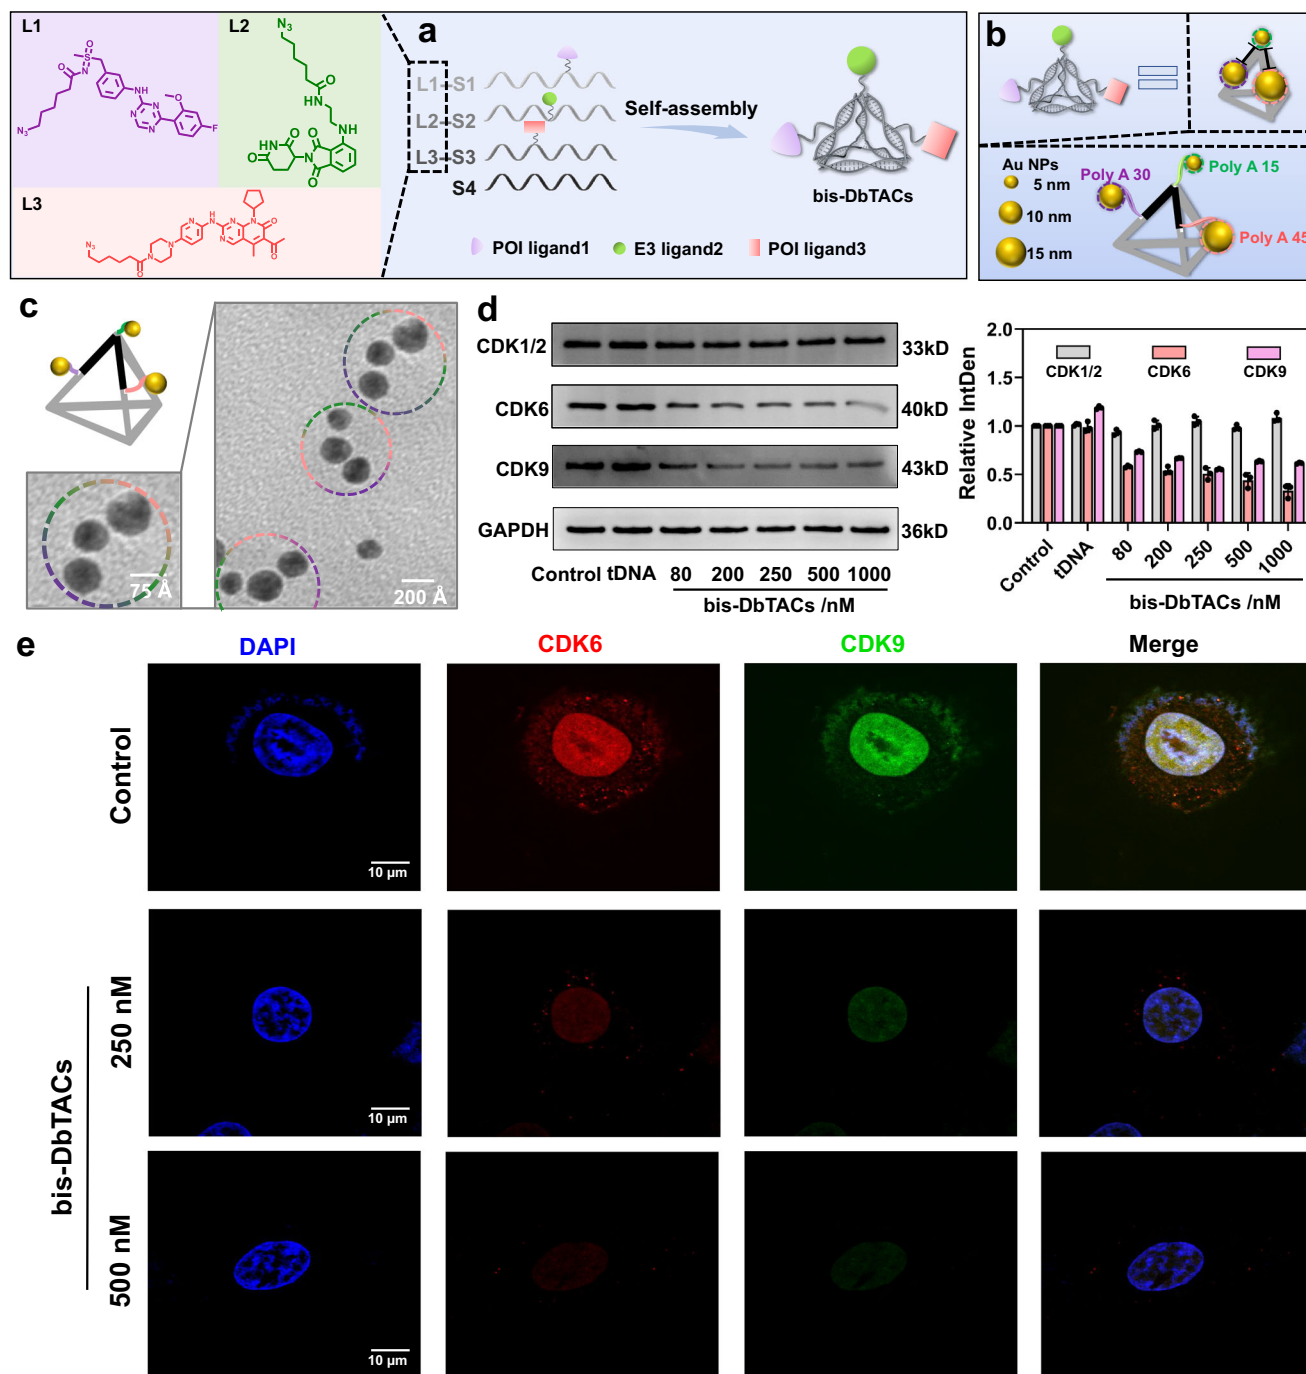 L1
L2
L3
N₃
N₃
N₃
a
L1-S1
L2-S2
L3-S3
S4
Self-assembly
bis-DbTACs
POI ligand1
E3 ligand2
POI ligand3
b
Au NPs
5 nm
10 nm
15 nm
Poly A 30
Poly A 15
Poly A 45
c
75 Å
200 Å
d
CDK1/2
33kD
CDK6
40kD
CDK9
43kD
GAPDH
36kD
Control tDNA 80 200 250 500 1000
bis-DbTACs /nM
Relative IntDen
2.0
1.5
1.0
0.5
0.0
CDK1/2 CDK6 CDK9
Control tDNA 80 200 250 500 1000
bis-DbTACs /nM
e
DAPI CDK6 CDK9 Merge
Control
10 µm
bis-DbTACs
250 nM
10 µm
500 nM
10 µm